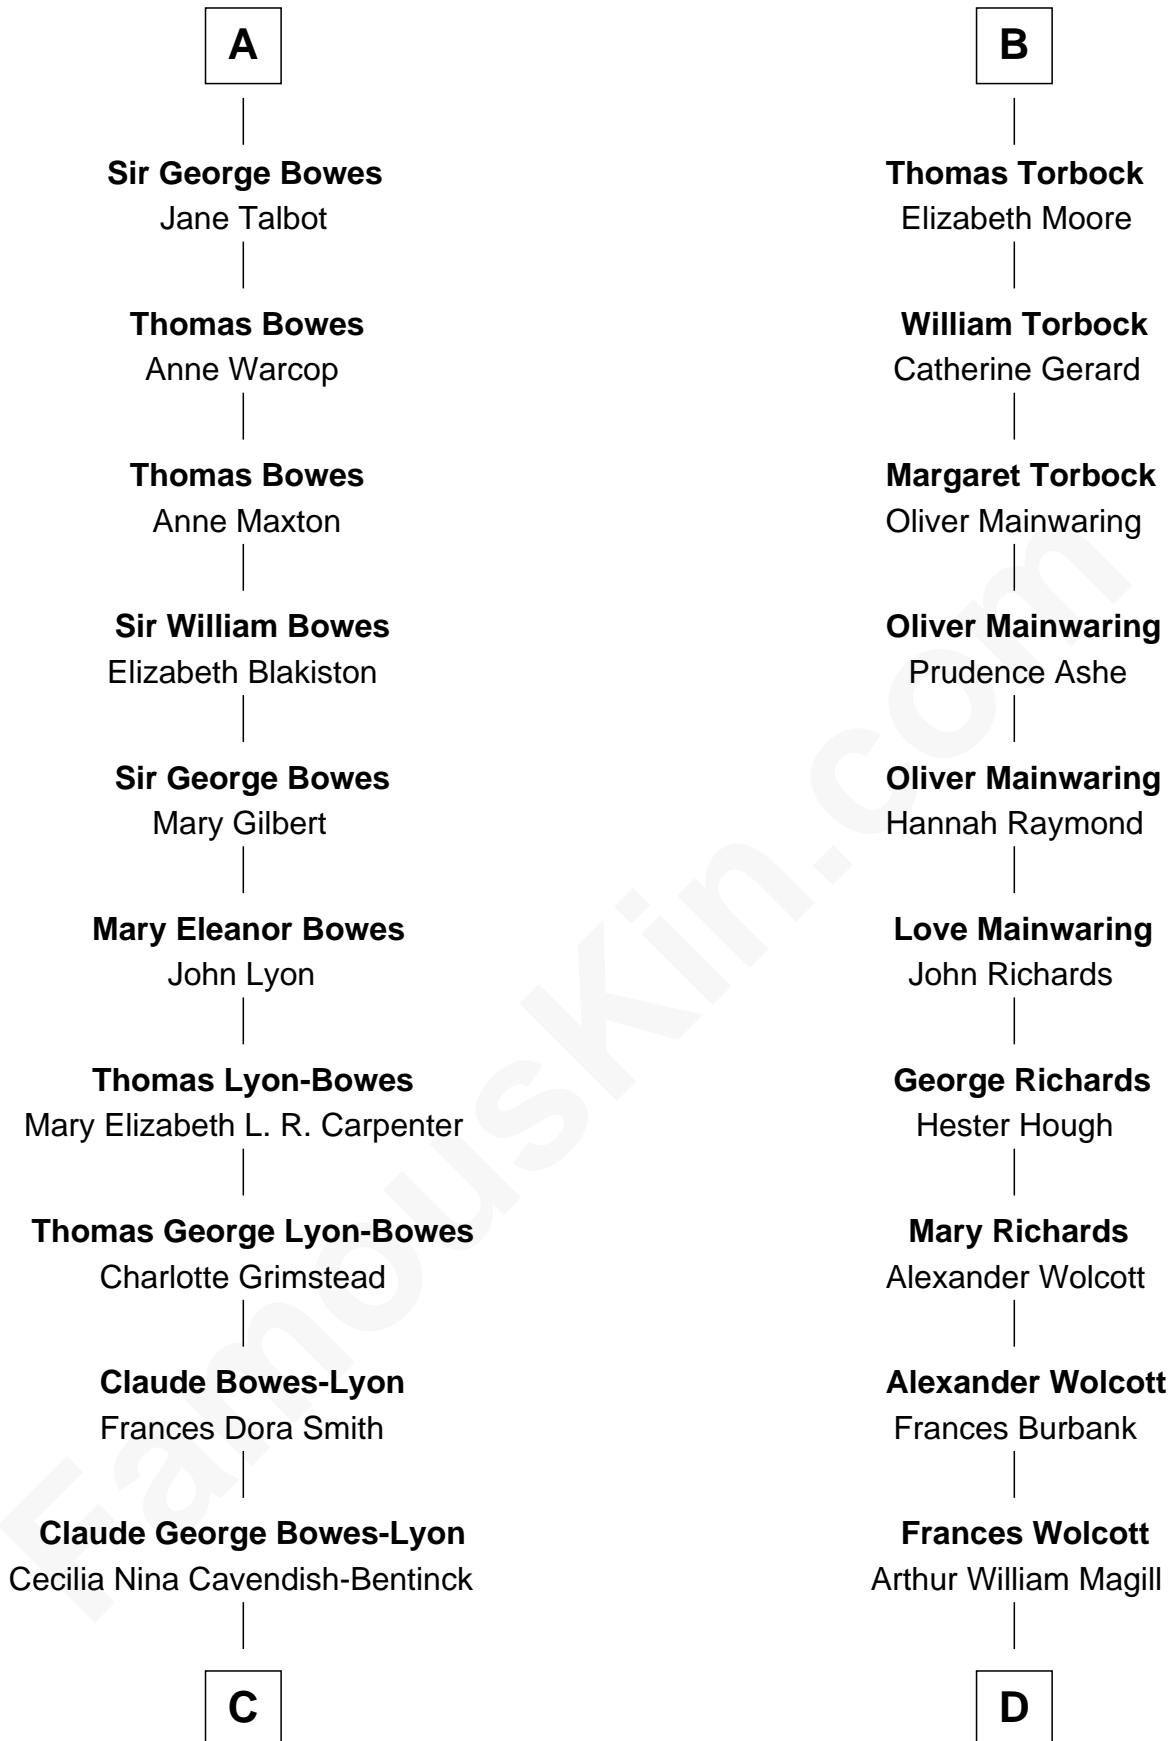 A
Sir George Bowes
Jane Talbot
Thomas Bowes
Anne Warcop
Thomas Bowes
Anne Maxton
Sir William Bowes
Elizabeth Blakiston
Sir George Bowes
Mary Gilbert
Mary Eleanor Bowes
John Lyon
Thomas Lyon-Bowes
Mary Elizabeth L. R. Carpenter
Thomas George Lyon-Bowes
Charlotte Grimstead
Claude Bowes-Lyon
Frances Dora Smith
Claude George Bowes-Lyon
Cecilia Nina Cavendish-Bentinck
C
B
Thomas Torbock
Elizabeth Moore
William Torbock
Catherine Gerard
Margaret Torbock
Oliver Mainwaring
Oliver Mainwaring
Prudence Ashe
Oliver Mainwaring
Hannah Raymond
Love Mainwaring
John Richards
George Richards
Hester Hough
Mary Richards
Alexander Wolcott
Alexander Wolcott
Frances Burbank
Frances Wolcott
Arthur William Magill
D
FamousKin.com